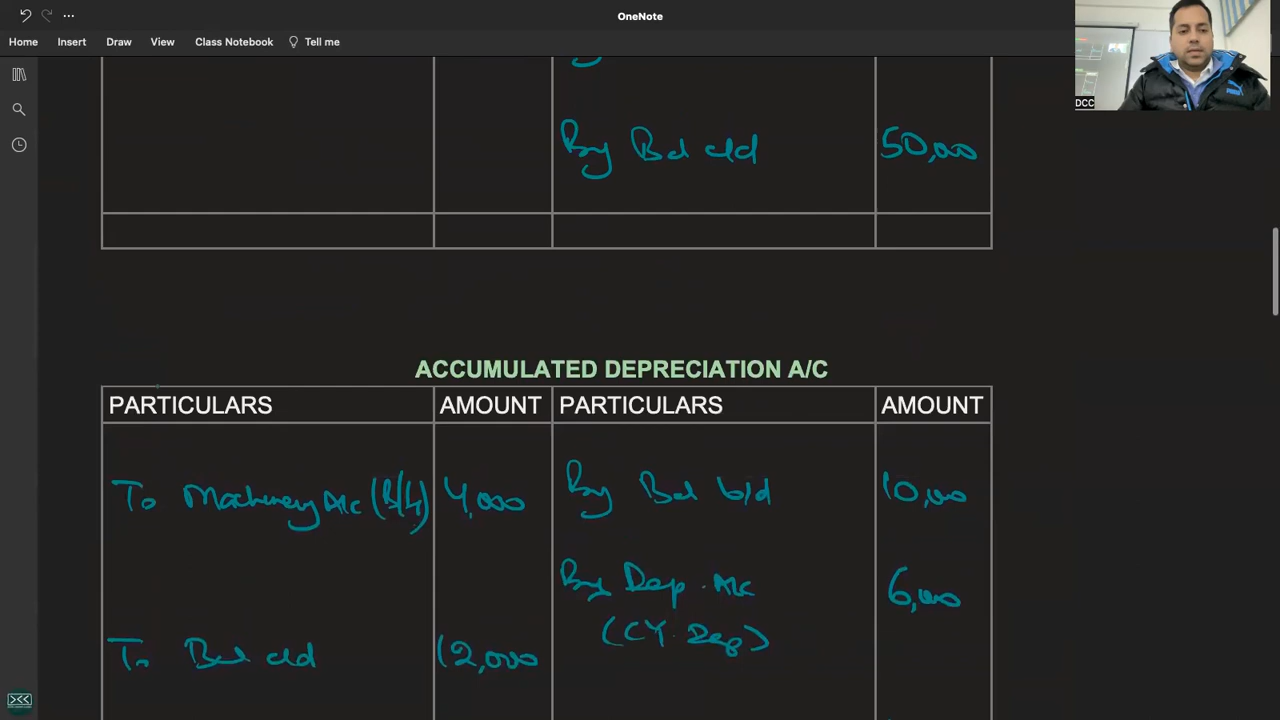 OneNote
Home Insert Draw View Class Notebook Tell me
DCC
PUMA
By Bal c/d 50,000
ACCUMULATED DEPRECIATION A/C
PARTICULARS AMOUNT PARTICULARS AMOUNT
To Machinery A/c (B/f) 4,000 By Bal b/d 10,000
By Dep. A/c 6,000
(CY. Dep)
To Bal c/d 12,000